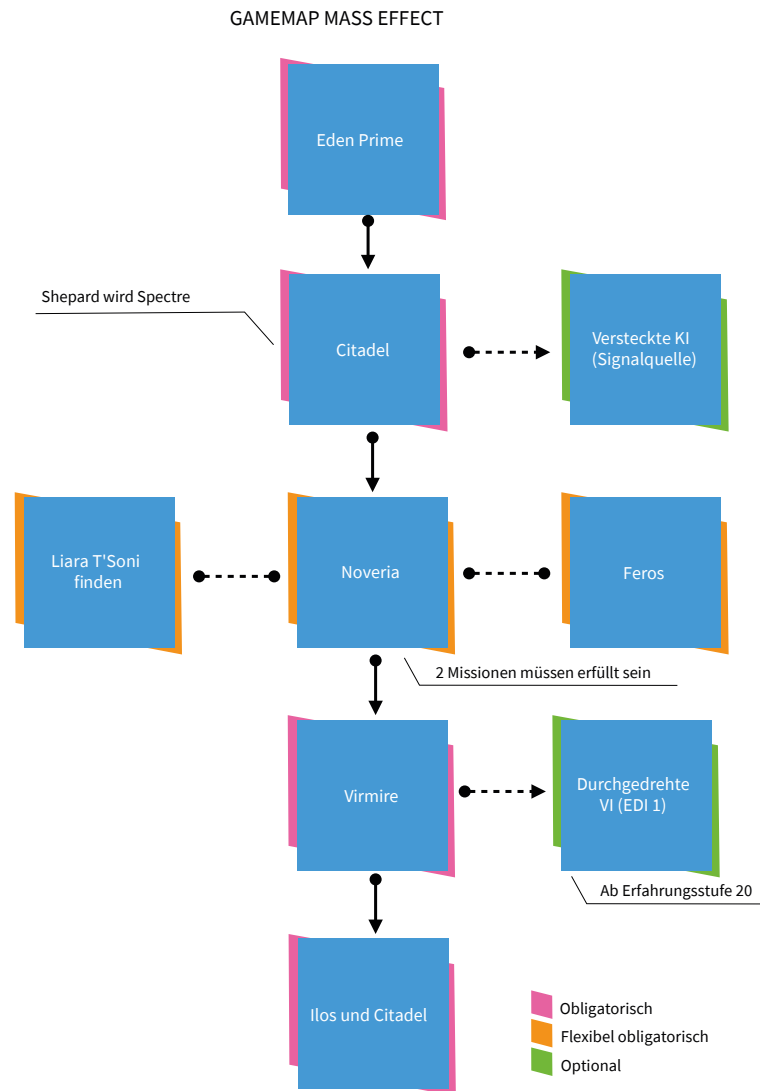 GAMEMAP MASS EFFECT
Eden Prime
Shepard wird Spectre
Citadel
Versteckte KI
(Signalquelle)
Liara T'Soni
finden
Noveria
Feros
2 Missionen müssen erfüllt sein
Virmire
Durchgedrehte
VI (EDI 1)
Ab Erfahrungsstufe 20
Ilos und Citadel
Obligatorisch
Flexibel obligatorisch
Optional